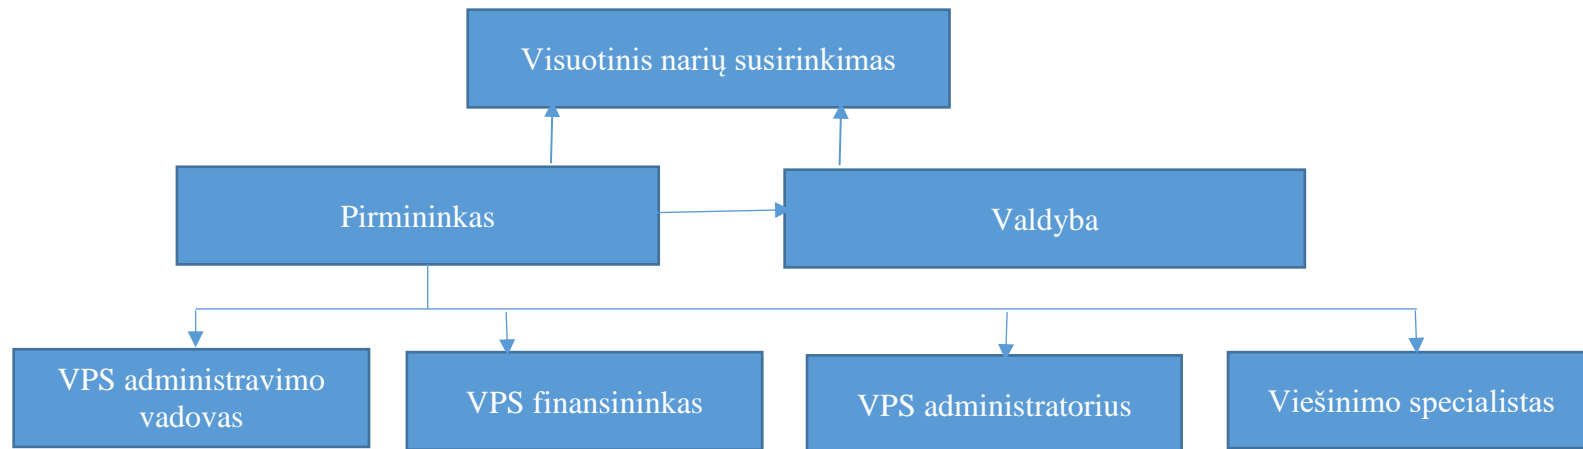 Visuotinis narių susirinkimas
Pirmininkas
Valdyba
VPS administravimo
vadovas
VPS finansininkas
VPS administratorius
Viešinimo specialistas